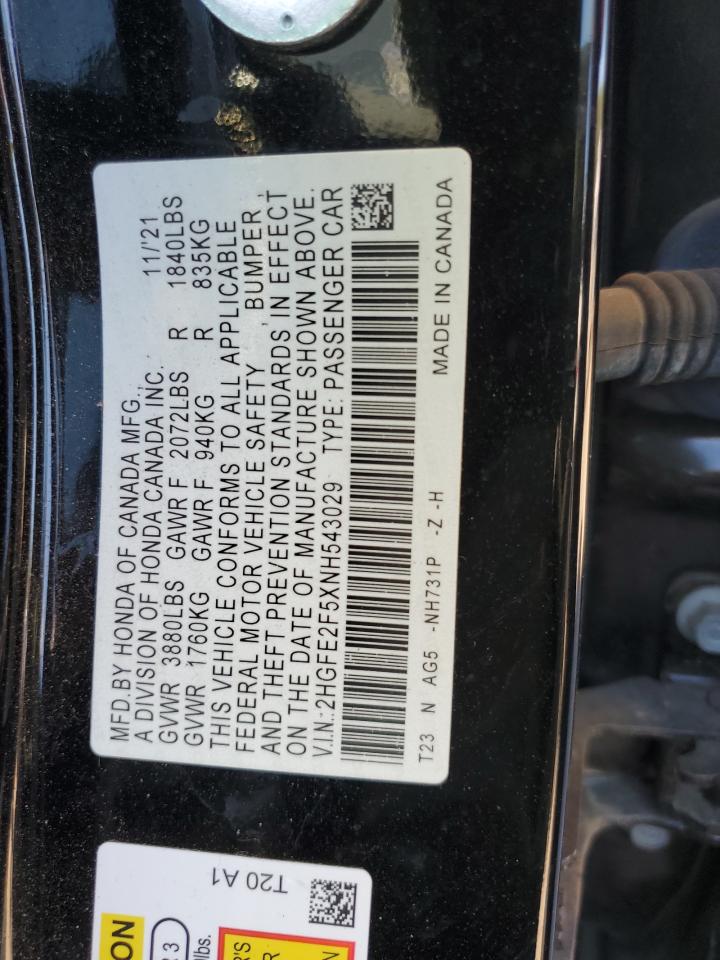 MFD.BY HONDA OF CANADA MFG.,
A DIVISION OF HONDA CANADA INC. 11/'21
GVWR 3880LBS GAWR F 2072LBS R 1840LBS
GVWR 1760KG GAWR F 940KG R 835KG
THIS VEHICLE CONFORMS TO ALL APPLICABLE
FEDERAL MOTOR VEHICLE SAFETY , BUMPER ,
AND THEFT PREVENTION STANDARDS IN EFFECT
ON THE DATE OF MANUFACTURE SHOWN ABOVE.
V.I.N.:2HGFE2F5XNH543029 TYPE: PASSENGER CAR
T23 N AG5 -NH731P -Z -H MADE IN CANADA
T20 A1